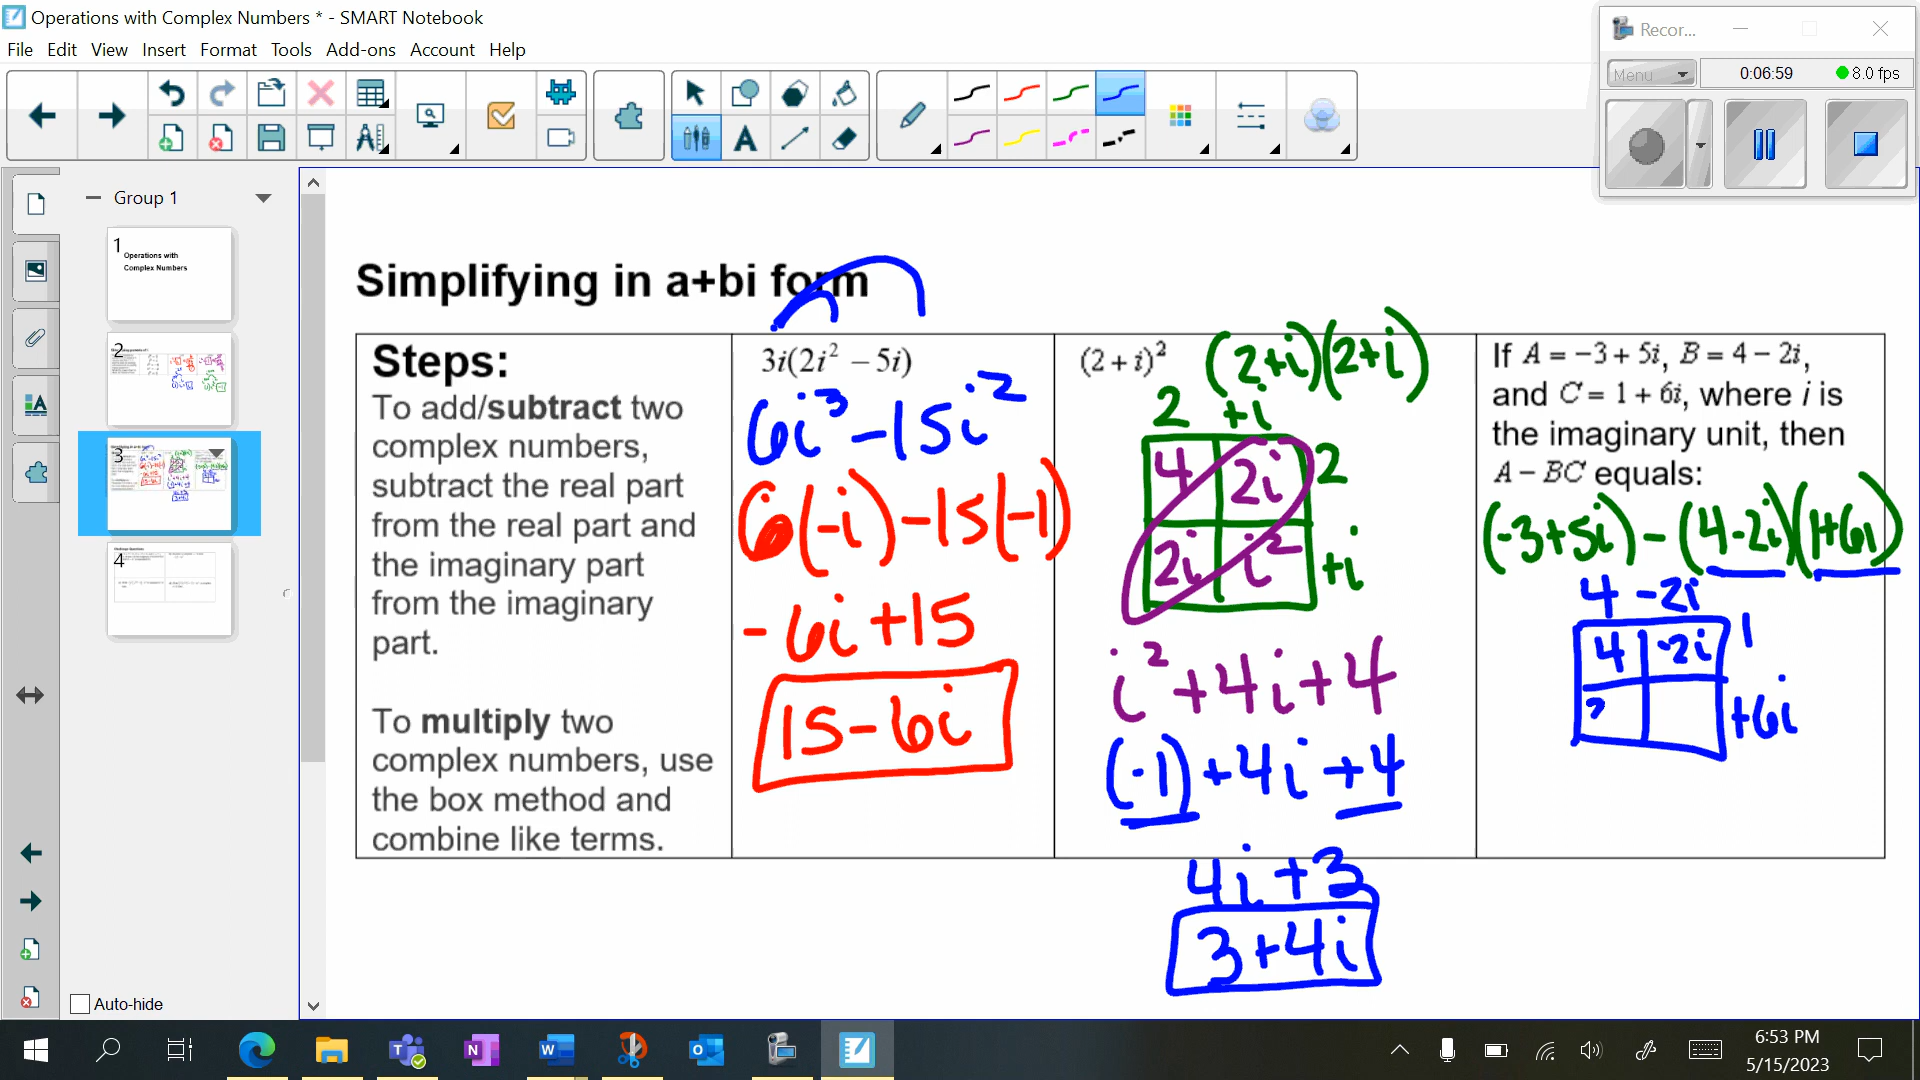 Operations with Complex Numbers * - SMART Notebook
File Edit View Insert Format Tools Add-ons Account Help
Recor...
Menu
0:06:59
8.0 fps
Group 1
1
Operations with
Complex Numbers
2
3
4
Auto-hide
Simplifying in a+bi form
Steps:
To add/subtract two
complex numbers,
subtract the real part
from the real part and
the imaginary part
from the imaginary
part.
To multiply two
complex numbers, use
the box method and
combine like terms.
3i(2i² − 5i)
6i³ − 15i²
6(-i) − 15(-1)
- 6i + 15
15 - 6i
(2 + i)²
(2+i)(2+i)
2 +i
4 2i 2
2i i² +i
i² + 4i + 4
(-1) + 4i + 4
4i + 3
3 + 4i
If A = −3 + 5i, B = 4 − 2i,
and C = 1 + 6i, where i is
the imaginary unit, then
A − BC equals:
(-3+5i) − (4-2i)(1+6i)
4 -2i
4 -2i 1
+6i
6:53 PM
5/15/2023